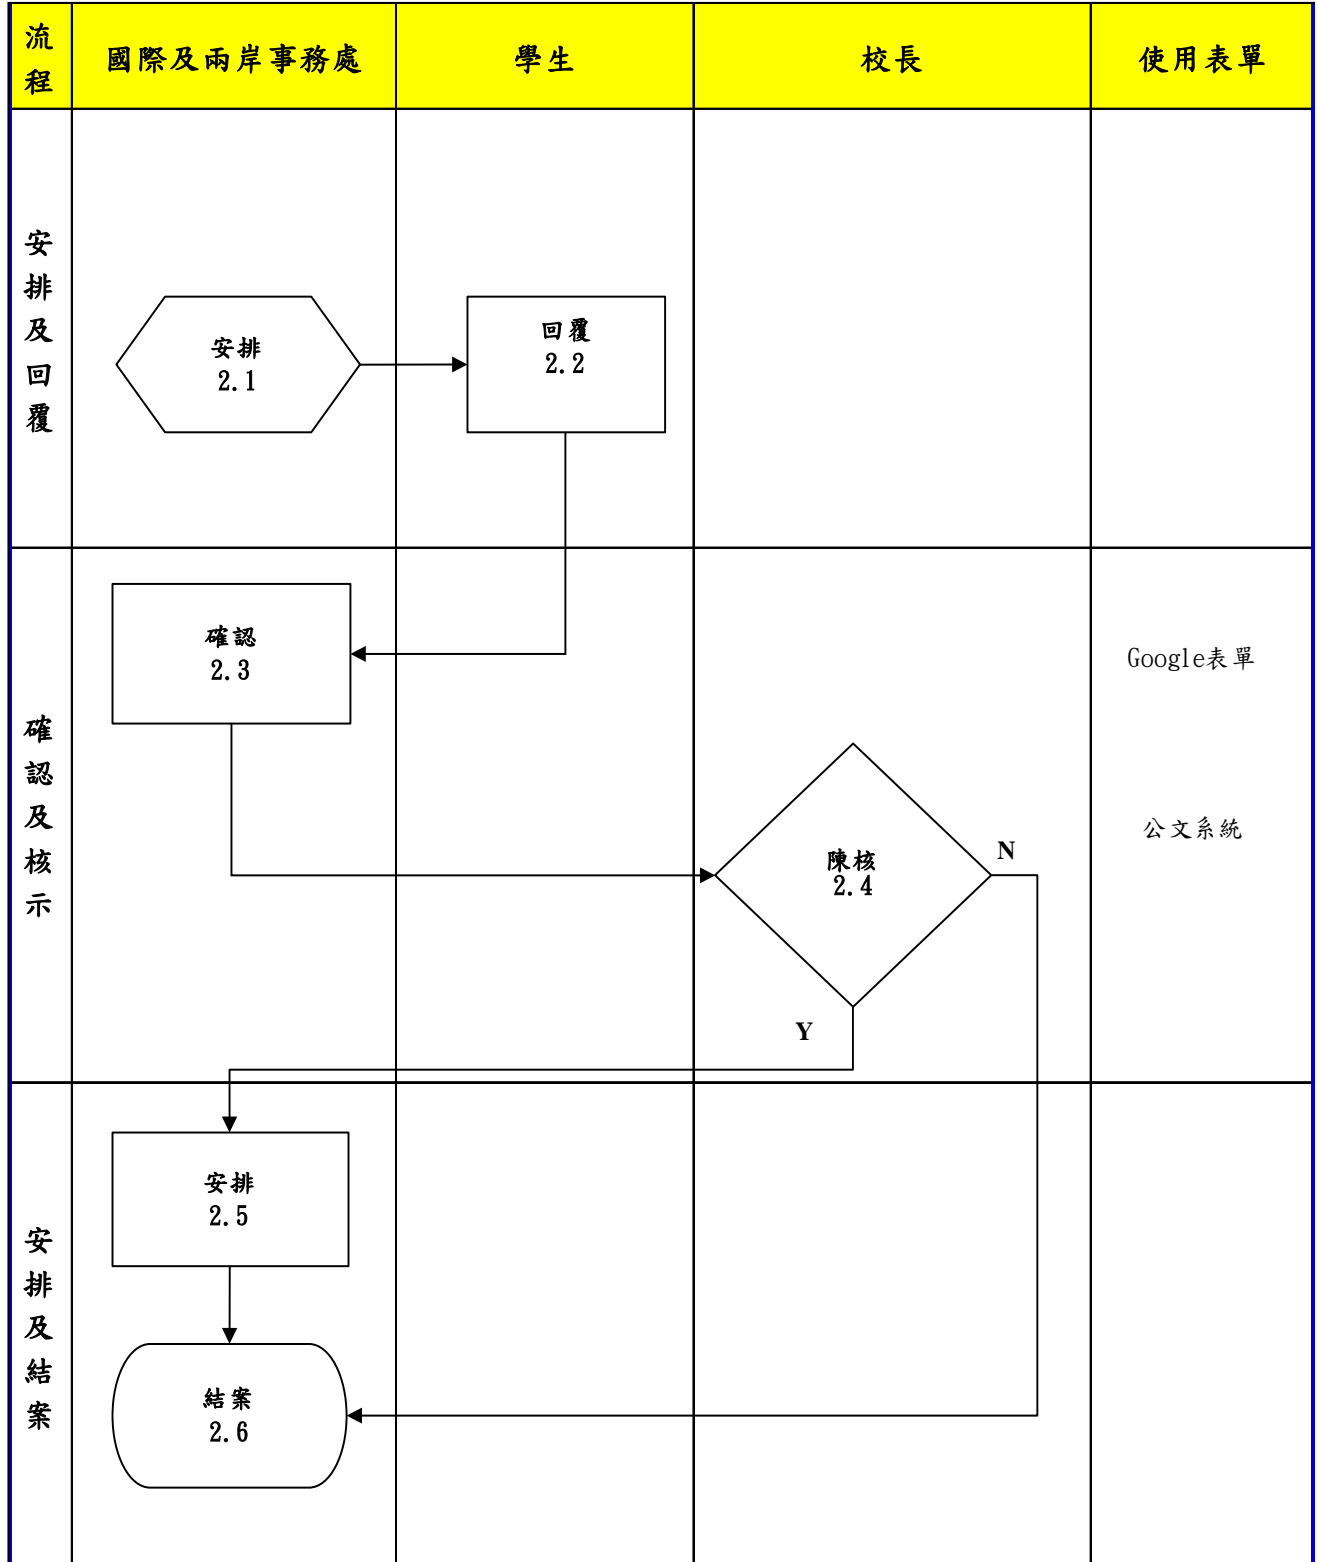 流程
國際及兩岸事務處
學生
校長
使用表單
安排及回覆
安排
2.1
回覆
2.2
確認及核示
確認
2.3
Google表單
公文系統
陳核
2.4
N
Y
安排及結案
安排
2.5
結案
2.6